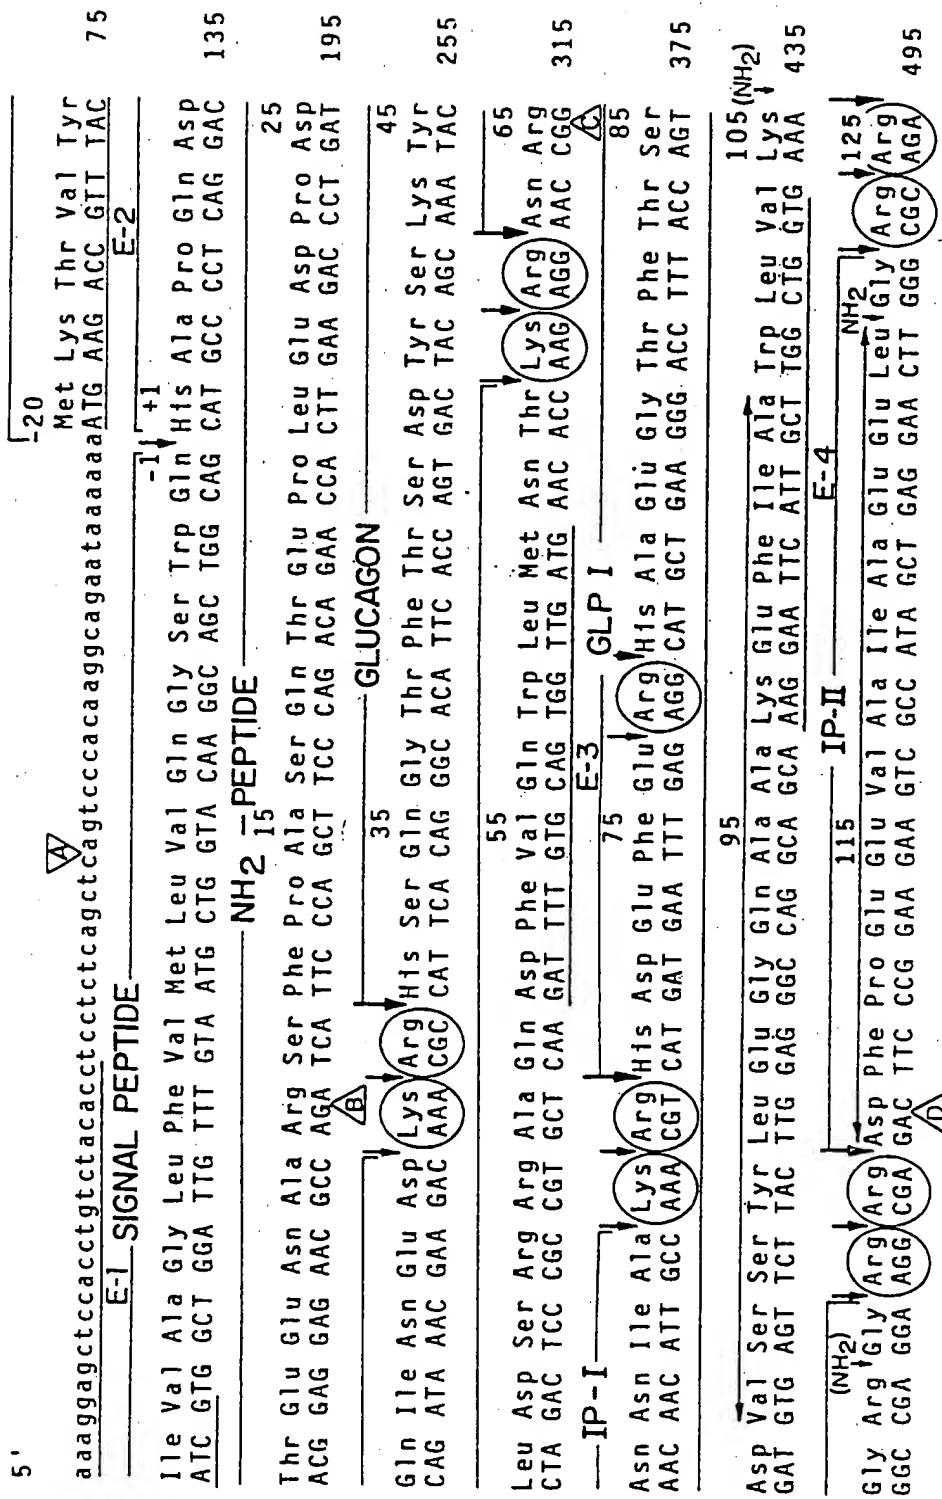 5'
-20
Met Lys Thr Val Tyr
A
aaaggagctccacctgtctacacctcctctcagctcagtcccacaaggcagaataaaaaaATG AAG ACC GTT TAC 75
E-1 SIGNAL PEPTIDE -1 +1 E-2
Ile Val Ala Gly Leu Phe Val Met Leu Val Gln Gly Ser Trp Gln His Ala Pro Gln Asp
ATC GTG GCT GGA TTG TTT GTA ATG CTG GTA CAA GGC AGC TGG CAG CAT GCC CCT CAG GAC 135
NH2-PEPTIDE
15 25
Thr Glu Glu Asn Ala Arg Ser Phe Pro Ala Ser Gln Thr Glu Pro Leu Glu Asp Pro Asp
ACG GAG GAG AAC GCC AGA TCA TTC CCA GCT TCC CAG ACA GAA CCA CTT GAA GAC CCT GAT 195
B
GLUCAGON
35 45
Gln Ile Asn Glu Asp Lys Arg His Ser Gln Gly Thr Phe Thr Ser Asp Tyr Ser Lys Tyr
CAG ATA AAC GAA GAC AAA CGC CAT TCA CAG GGC ACA TTC ACC AGT GAC TAC AGC AAA TAC 255
55 65
Leu Asp Ser Arg Arg Ala Gln Asp Phe Val Gln Trp Leu Met Asn Thr Lys Arg Asn Arg
CTA GAC TCC CGC CGT GCT CAA GAT TTT GTG CAG TGG TTG ATG AAC ACC AAG AGG AAC CGG 315
C
IP-I E-3 GLP I
75 85
Asn Asn Ile Ala Lys Arg His Asp Glu Phe Glu Arg His Ala Glu Gly Thr Phe Thr Ser
AAC AAC ATT GCC AAA CGT CAT GAT GAA TTT GAG AGG CAT GCT GAA GGG ACC TTT ACC AGT 375
95 105 (NH2)
Asp Val Ser Ser Tyr Leu Glu Gly Gln Ala Ala Lys Glu Phe Ile Ala Trp Leu Val Lys
GAT GTG AGT TCT TAC TTG GAG GGC CAG GCA GCA AAG GAA TTC ATT GCT TGG CTG GTG AAA 435
IP-II E-4
(NH2) 115 NH2 125
Gly Arg Gly Arg Arg Asp Phe Pro Glu Glu Val Ala Ile Ala Glu Glu Leu Gly Arg Arg
GGC CGA GGA AGG CGA GAC TTC CCG GAA GAA GTC GCC ATA GCT GAG GAA CTT GGG CGC AGA 495
D